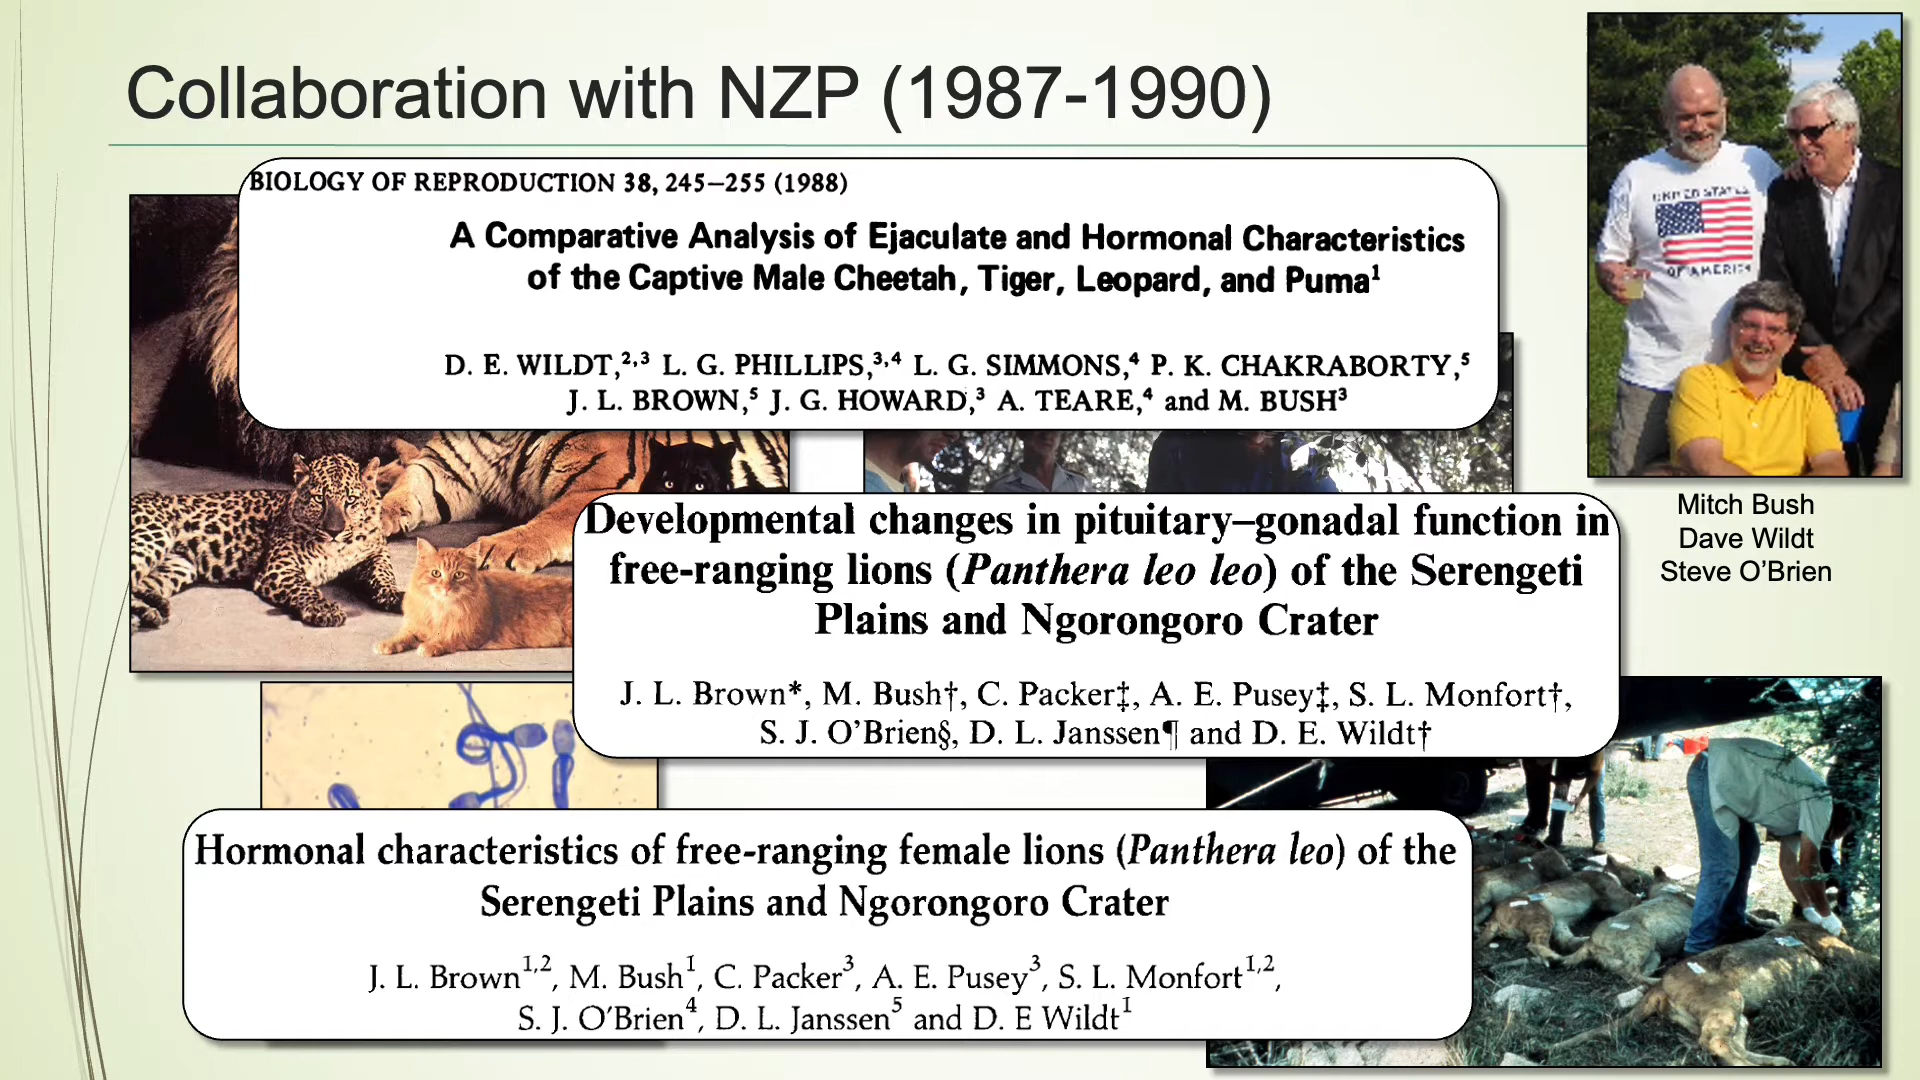 Collaboration with NZP (1987-1990)
BIOLOGY OF REPRODUCTION 38, 245–255 (1988)
A Comparative Analysis of Ejaculate and Hormonal Characteristics
of the Captive Male Cheetah, Tiger, Leopard, and Puma¹
D. E. WILDT,²,³ L. G. PHILLIPS,³,⁴ L. G. SIMMONS,⁴ P. K. CHAKRABORTY,⁵
J. L. BROWN,⁵ J. G. HOWARD,³ A. TEARE,⁴ and M. BUSH³
UNITED STATES
OF AMERICA
Mitch Bush
Dave Wildt
Steve O’Brien
Developmental changes in pituitary–gonadal function in
free-ranging lions (Panthera leo leo) of the Serengeti
Plains and Ngorongoro Crater
J. L. Brown*, M. Bush†, C. Packer‡, A. E. Pusey‡, S. L. Monfort†,
S. J. O’Brien§, D. L. Janssen¶ and D. E. Wildt†
Hormonal characteristics of free-ranging female lions (Panthera leo) of the
Serengeti Plains and Ngorongoro Crater
J. L. Brown¹,², M. Bush¹, C. Packer³, A. E. Pusey³, S. L. Monfort¹,²,
S. J. O’Brien⁴, D. L. Janssen⁵ and D. E Wildt¹